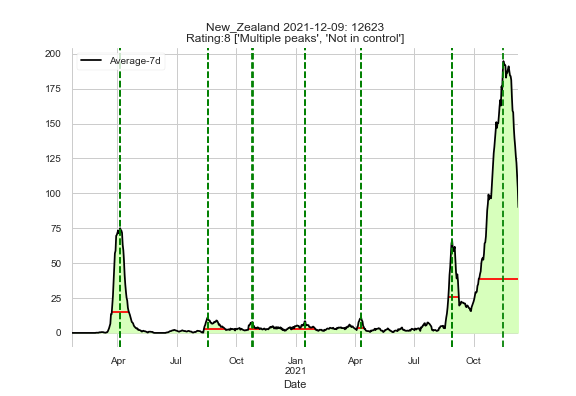 New_Zealand 2021-12-09: 12623
Rating:8 ['Multiple peaks', 'Not in control']
Average-7d
200
175
150
125
100
75
50
25
0
Apr
Jul
Oct
Jan
2021
Apr
Jul
Oct
Date